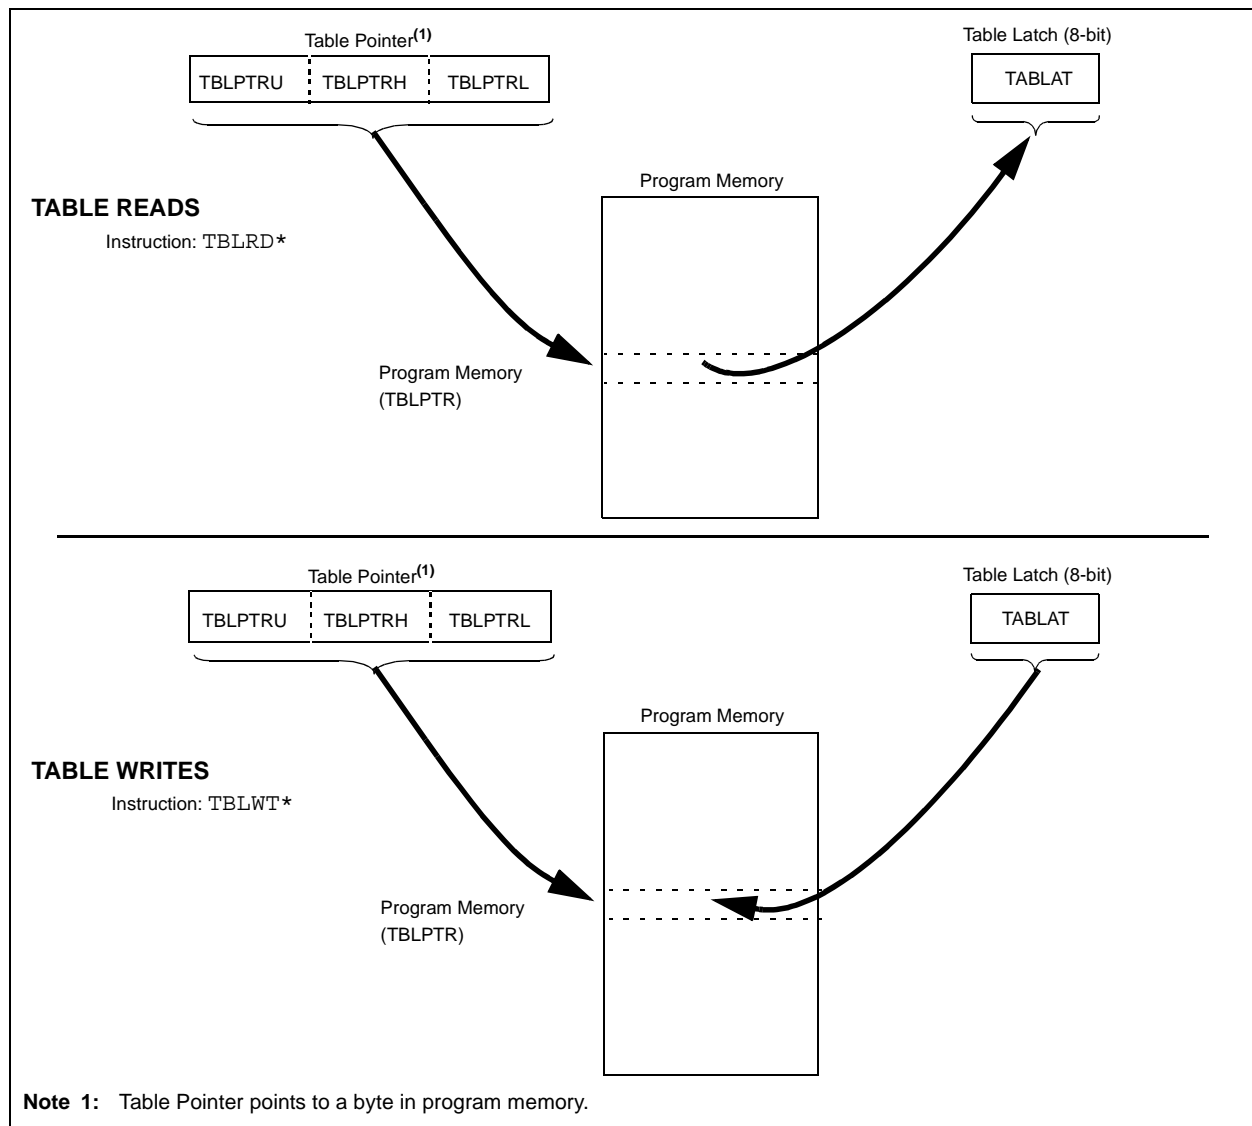 Table Pointer(1)
Table Latch (8-bit)
TBLPTRU TBLPTRH TBLPTRL
TABLAT
Program Memory
TABLE READS
Instruction: TBLRD*
Program Memory
(TBLPTR)
Table Pointer(1)
Table Latch (8-bit)
TBLPTRU TBLPTRH TBLPTRL
TABLAT
Program Memory
TABLE WRITES
Instruction: TBLWT*
Program Memory
(TBLPTR)
Note 1: Table Pointer points to a byte in program memory.